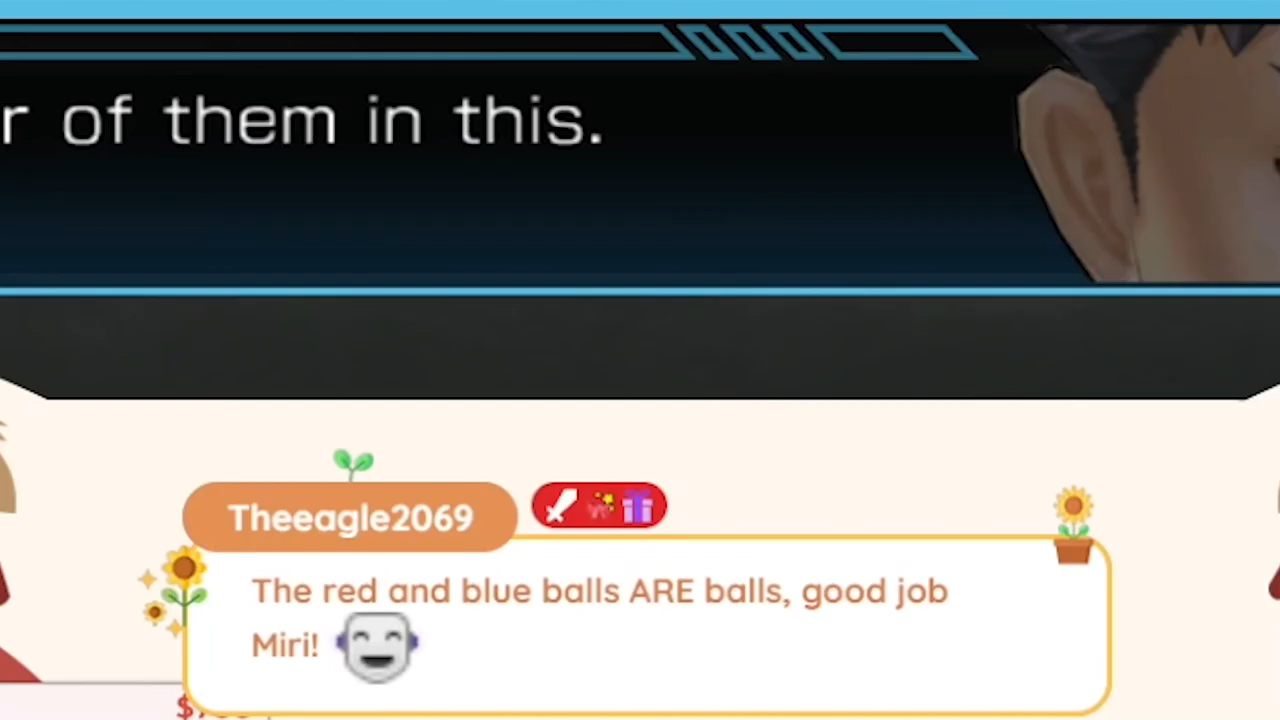 of them in this.
Theeagle2069
The red and blue balls ARE balls, good job
Miri!